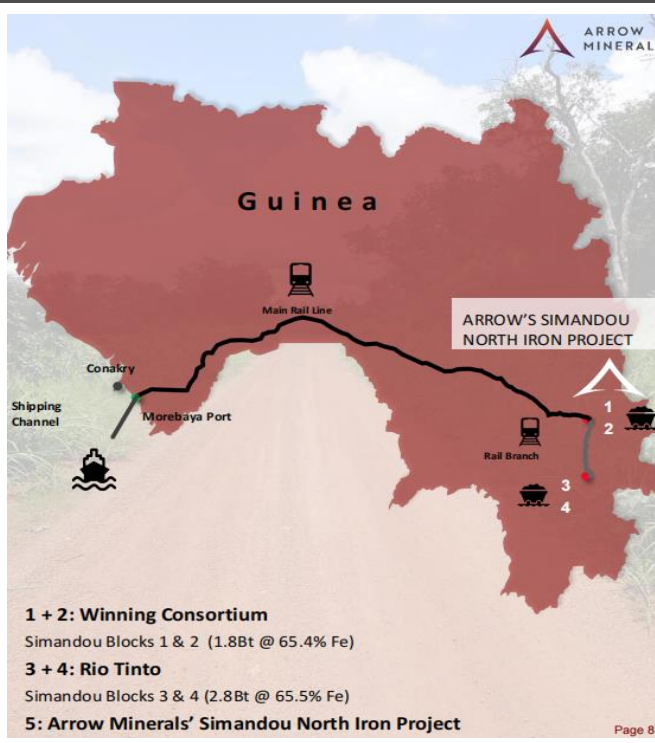 ARROW
MINERAL
Guinea
Main Rail Line
ARROW'S SIMANDOU
NORTH IRON PROJECT
Conakry
Shipping
Channel
Morebaya Port
1
2
Rail Branch
3
4
1 + 2: Winning Consortium
Simandou Blocks 1 & 2 (1.8Bt @ 65.4% Fe)
3 + 4: Rio Tinto
Simandou Blocks 3 & 4 (2.8Bt @ 65.5% Fe)
5: Arrow Minerals' Simandou North Iron Project
Page 8